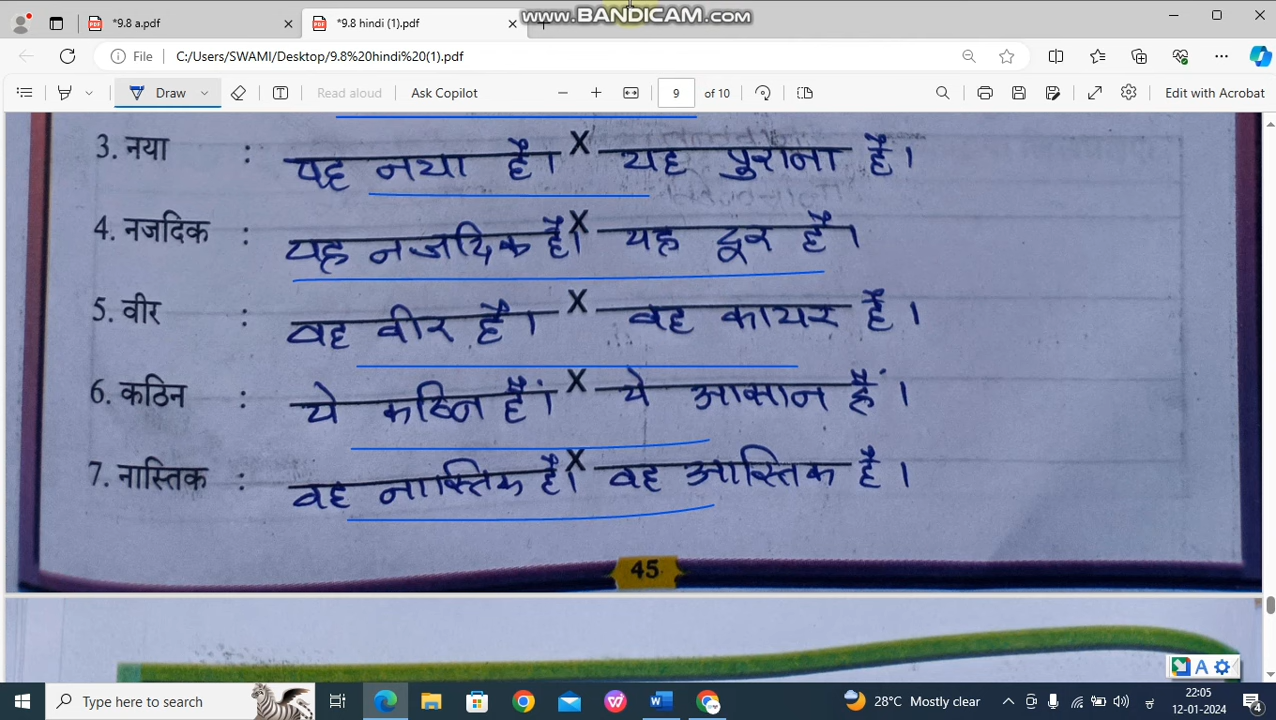 www.BANDICAM.com
*9.8 a.pdf
*9.8 hindi (1).pdf
File
C:/Users/SWAMI/Desktop/9.8%20hindi%20(1).pdf
Draw
Read aloud
Ask Copilot
9
of 10
Edit with Acrobat
3. नया : यह नया है। X यह पुराना है।
4. नजदिक : यह नजदिक है। X यह दूर है।
5. वीर : वह वीर है। X वह कायर है।
6. कठिन : ये कठिन हैं। X ये आसान हैं।
7. नास्तिक : वह नास्तिक है। X वह आस्तिक है।
45
A
Type here to search
28°C Mostly clear
22:05
12-01-2024
4